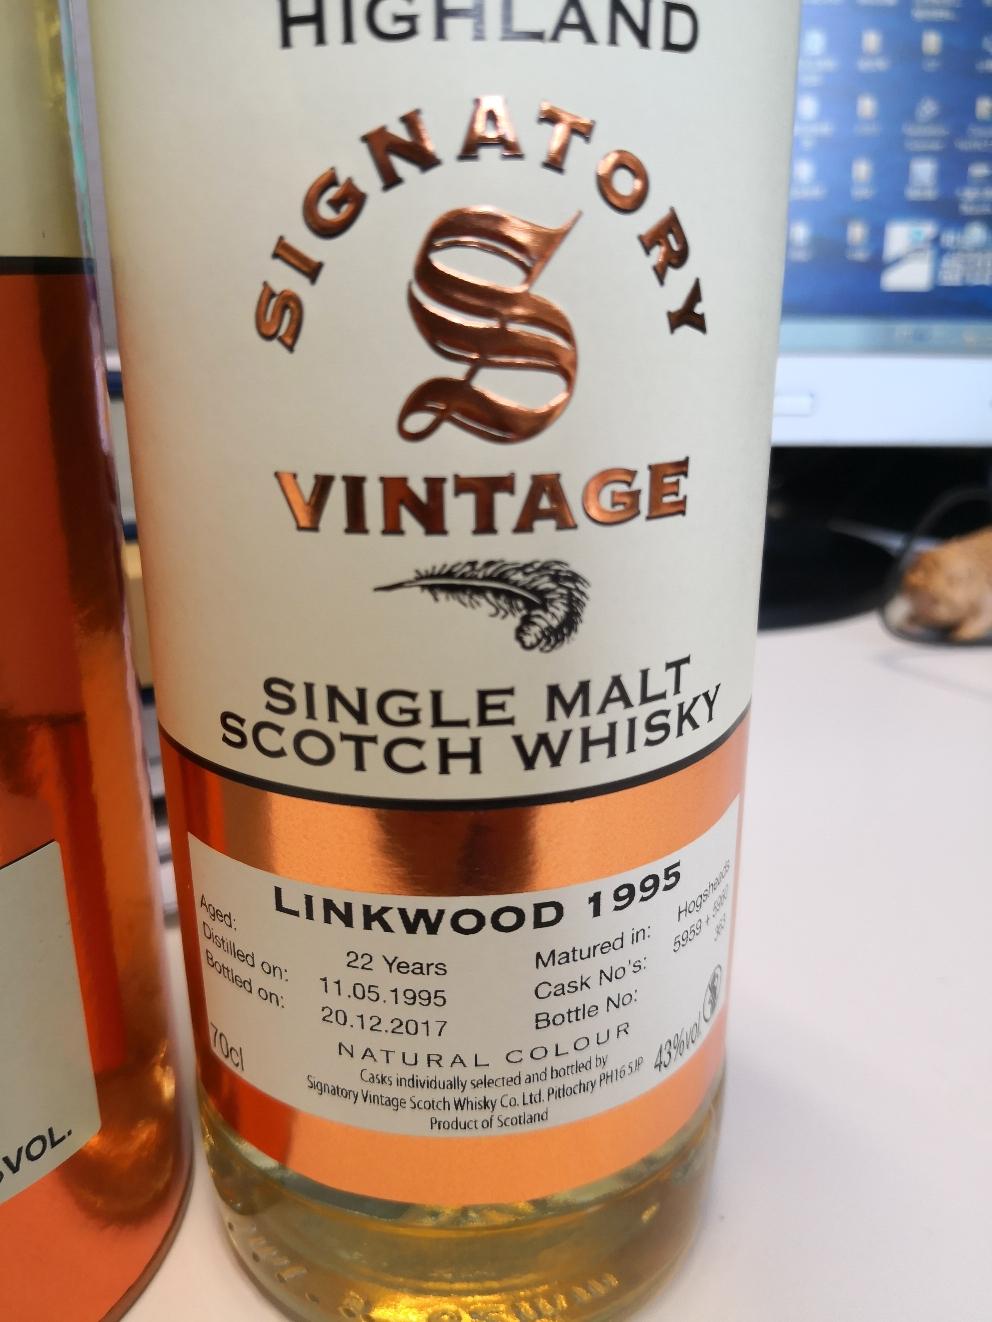 HIGHLAND
SIGNATORY
S
VINTAGE
SINGLE MALT
SCOTCH WHISKY
LINKWOOD 1995
Aged: 22 Years
Distilled on: 11.05.1995
Bottled on: 20.12.2017
Matured in: Hogsheads
Cask No's: 5959 + 5960
Bottle No: 363
70cl
NATURAL COLOUR
43%vol
Casks individually selected and bottled by
Signatory Vintage Scotch Whisky Co. Ltd. Pitlochry PH16 5JP
Product of Scotland
VOL.